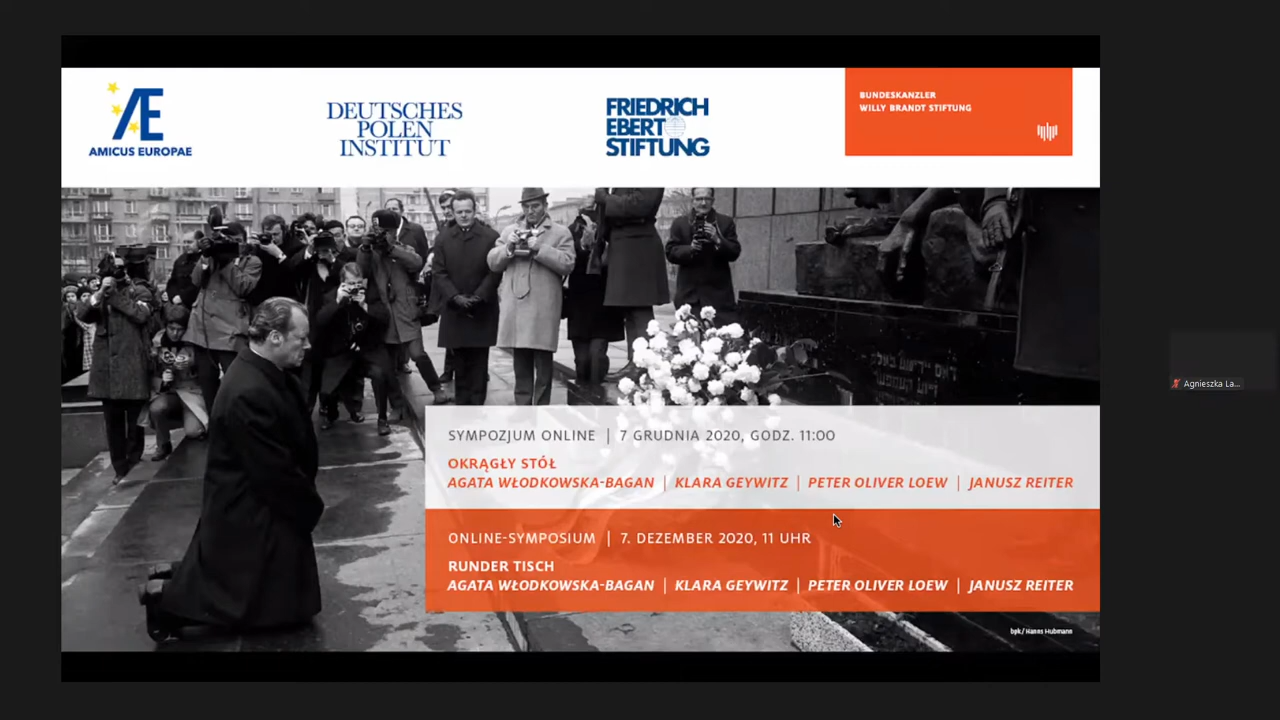 AMICUS EUROPAE
DEUTSCHES
POLEN
INSTITUT
FRIEDRICH
EBERT
STIFTUNG
BUNDESKANZLER
WILLY BRANDT STIFTUNG
SYMPOZJUM ONLINE | 7 GRUDNIA 2020, GODZ. 11:00
OKRĄGŁY STÓŁ
AGATA WŁODKOWSKA-BAGAN | KLARA GEYWITZ | PETER OLIVER LOEW | JANUSZ REITER
ONLINE-SYMPOSIUM | 7. DEZEMBER 2020, 11 UHR
RUNDER TISCH
AGATA WŁODKOWSKA-BAGAN | KLARA GEYWITZ | PETER OLIVER LOEW | JANUSZ REITER
bpk / Hanns Hubmann
Agnieszka La...